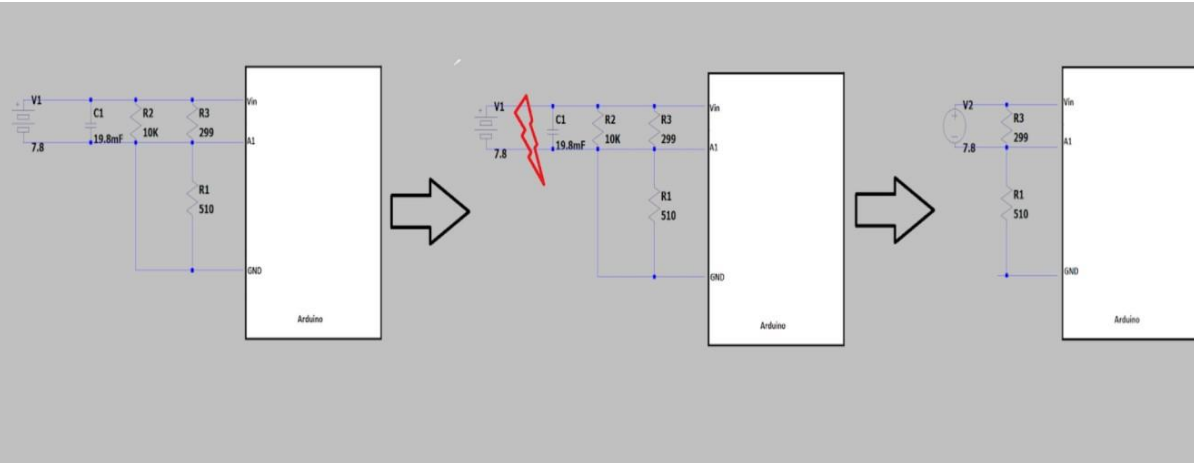 V1
C1
R2
R3
Vin
19.8mF
10K
299
A1
7.8
R1
510
GND
Arduino
V1
C1
R2
R3
Vin
19.8mF
10K
299
A1
7.8
R1
510
GND
Arduino
V2
R3
Vin
299
A1
7.8
R1
510
GND
Arduino